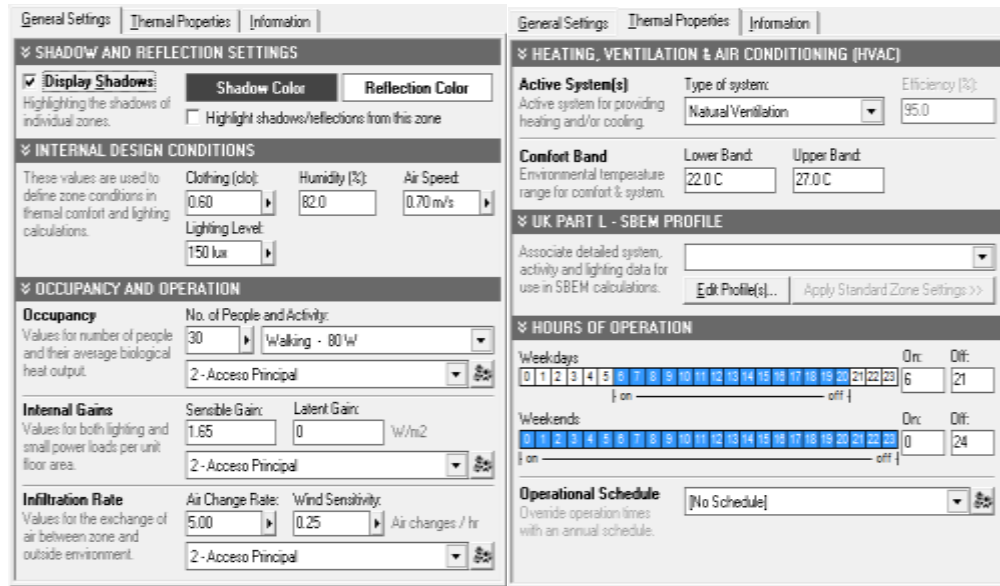 General Settings Thermal Properties Information
SHADOW AND REFLECTION SETTINGS
Display Shadows
Highlighting the shadows of
individual zones.
Shadow Color Reflection Color
Highlight shadows/reflections from this zone
INTERNAL DESIGN CONDITIONS
These values are used to
define zone conditions in
thermal comfort and lighting
calculations.
Clothing (clo): Humidity (%): Air Speed:
0.60 82.0 0.70 m/s
Lighting Level:
150 lux
OCCUPANCY AND OPERATION
Occupancy
Values for number of people
and their average biological
heat output.
No. of People and Activity:
30 Walking - 80 W
2 - Acceso Principal
Internal Gains
Values for both lighting and
small power loads per unit
floor area.
Sensible Gain: Latent Gain:
1.65 0 W/m2
2 - Acceso Principal
Infiltration Rate
Values for the exchange of
air between zone and
outside environment.
Air Change Rate: Wind Sensitivity:
5.00 0.25 Air changes / hr
2 - Acceso Principal
General Settings Thermal Properties Information
HEATING, VENTILATION & AIR CONDITIONING (HVAC)
Active System(s)
Active system for providing
heating and/or cooling.
Type of system: Efficiency (%):
Natural Ventilation 95.0
Comfort Band
Environmental temperature
range for comfort & system.
Lower Band: Upper Band:
22.0 C 27.0 C
UK PART L - SBEM PROFILE
Associate detailed system,
activity and lighting data for
use in SBEM calculations.
Edit Profile(s)... Apply Standard Zone Settings >>
HOURS OF OPERATION
Weekdays On: Off:
0 1 2 3 4 5 6 7 8 9 10 11 12 13 14 15 16 17 18 19 20 21 22 23 6 21
on off
Weekends On: Off:
0 1 2 3 4 5 6 7 8 9 10 11 12 13 14 15 16 17 18 19 20 21 22 23 0 24
on off
Operational Schedule
Override operation times
with an annual schedule.
[No Schedule]